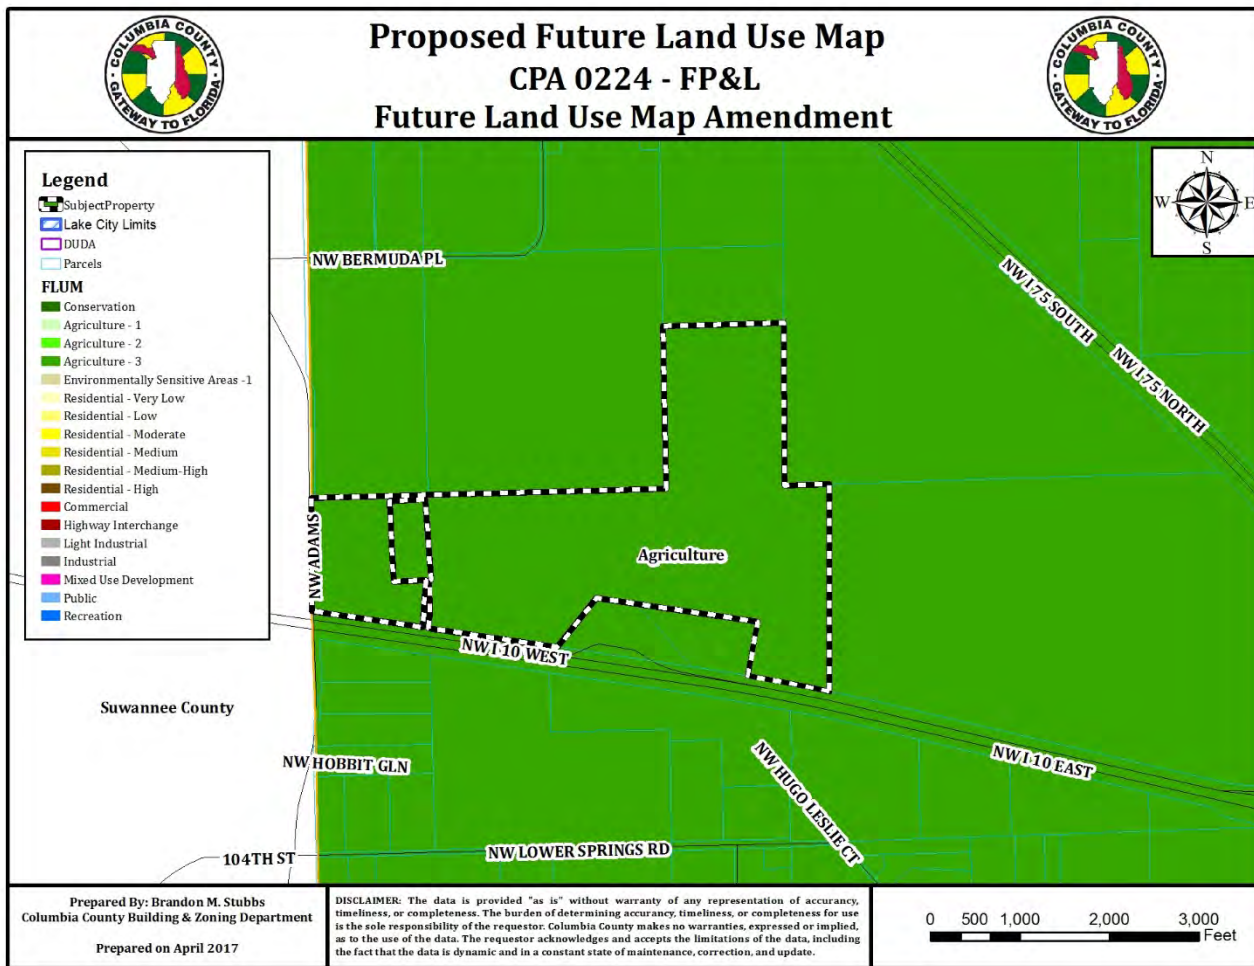 COLUMBIA COUNTY
GATEWAY TO FLORIDA
Proposed Future Land Use Map
CPA 0224 - FP&L
Future Land Use Map Amendment
COLUMBIA COUNTY
GATEWAY TO FLORIDA
Legend
SubjectProperty
Lake City Limits
DUDA
Parcels
FLUM
Conservation
Agriculture - 1
Agriculture - 2
Agriculture - 3
Environmentally Sensitive Areas -1
Residential - Very Low
Residential - Low
Residential - Moderate
Residential - Medium
Residential - Medium-High
Residential - High
Commercial
Highway Interchange
Light Industrial
Industrial
Mixed Use Development
Public
Recreation
N
W E
S
NW BERMUDA PL
NW I 75 SOUTH
NW I 75 NORTH
NW ADAMS
Agriculture
NW I 10 WEST
Suwannee County
NW HOBBIT GLN
NW I 10 EAST
NW HUGO LESLIE CT
104TH ST
NW LOWER SPRINGS RD
Prepared By: Brandon M. Stubbs
Columbia County Building & Zoning Department
Prepared on April 2017
DISCLAIMER: The data is provided "as is" without warranty of any representation of accuracy,
timeliness, or completeness. The burden of determining accuracy, timeliness, or completeness for use
is the sole responsibility of the requestor. Columbia County makes no warranties, expressed or implied,
as to the use of the data. The requestor acknowledges and accepts the limitations of the data, including
the fact that the data is dynamic and in a constant state of maintenance, correction, and update.
0 500 1,000 2,000 3,000
Feet